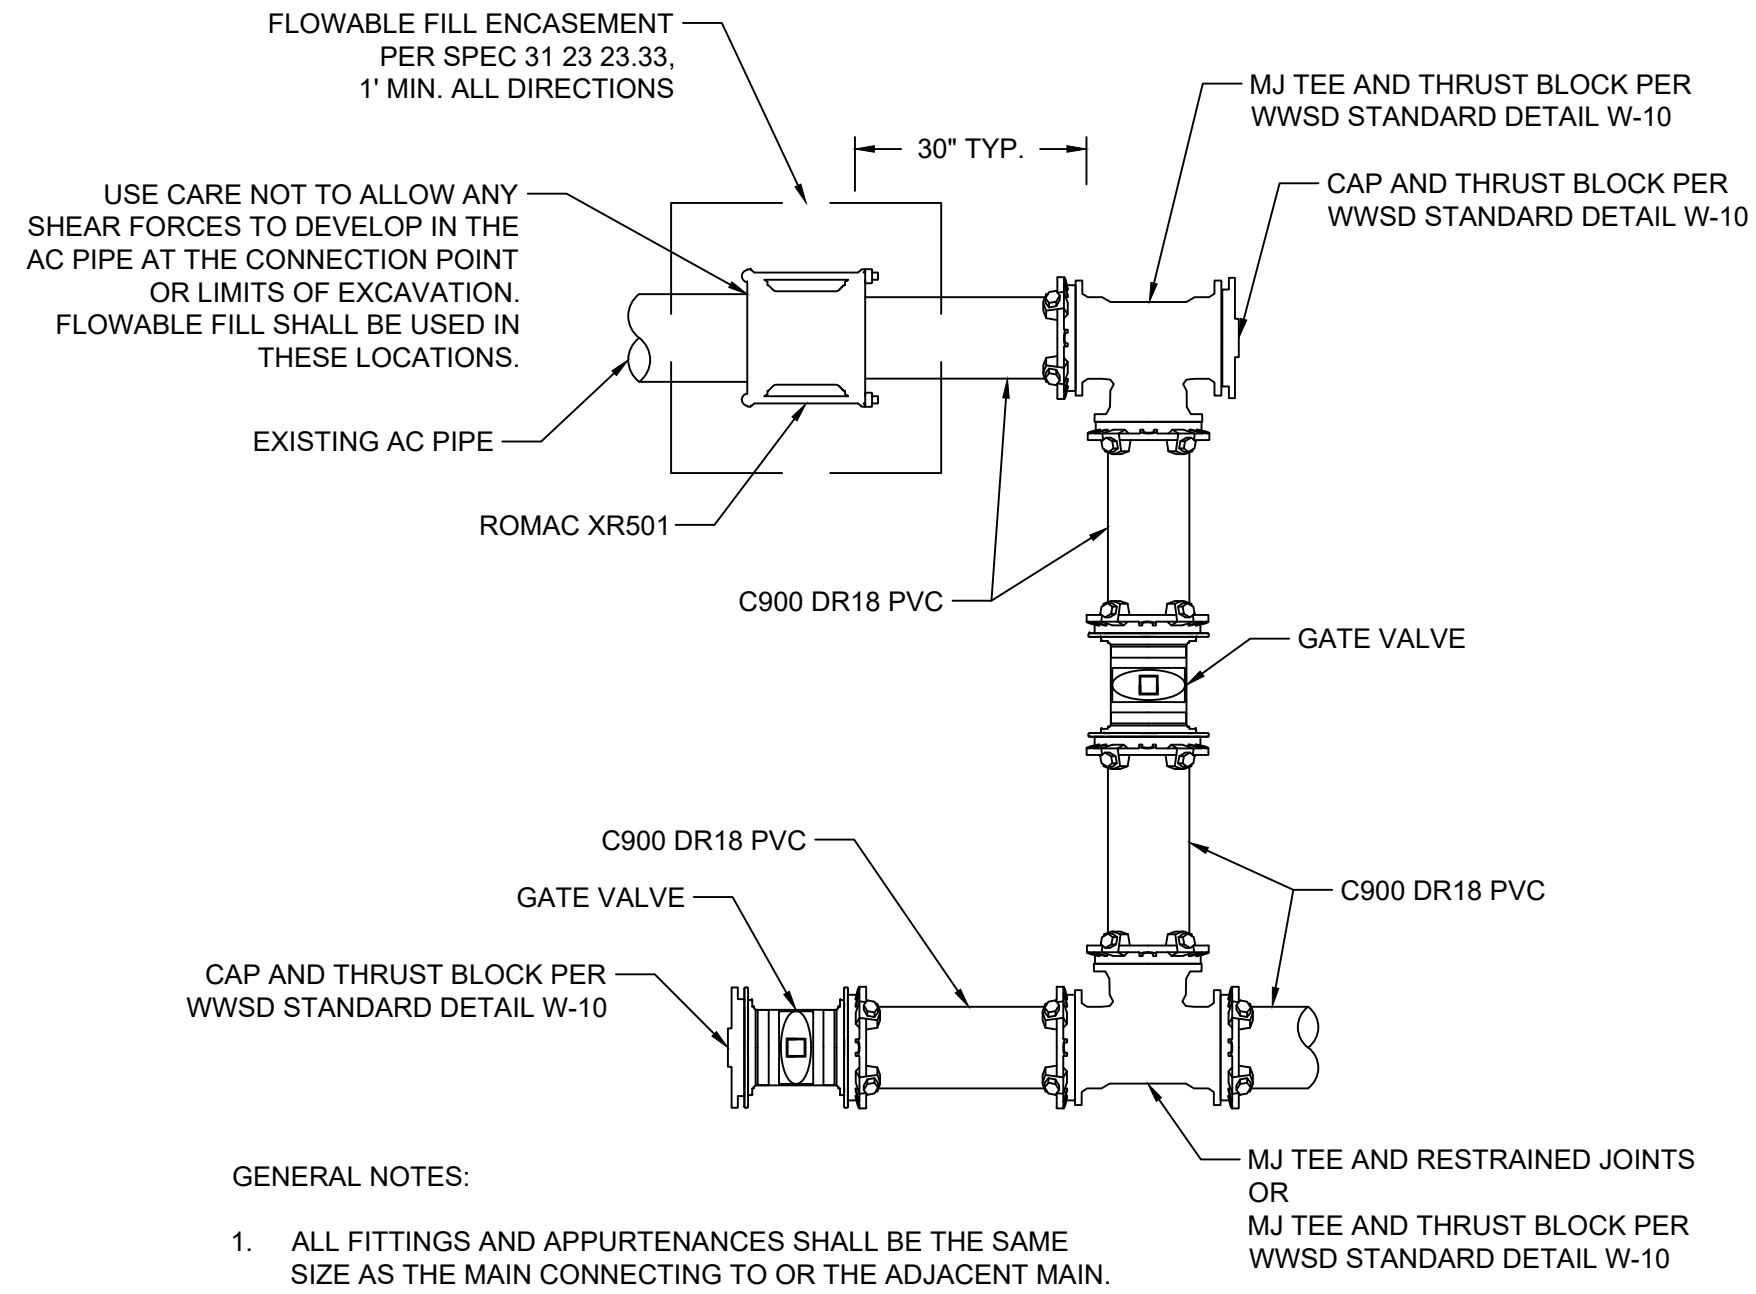 FLOWABLE FILL ENCASEMENT
PER SPEC 31 23 23.33,
1' MIN. ALL DIRECTIONS
MJ TEE AND THRUST BLOCK PER
WWSD STANDARD DETAIL W-10
30" TYP.
CAP AND THRUST BLOCK PER
WWSD STANDARD DETAIL W-10
USE CARE NOT TO ALLOW ANY
SHEAR FORCES TO DEVELOP IN THE
AC PIPE AT THE CONNECTION POINT
OR LIMITS OF EXCAVATION.
FLOWABLE FILL SHALL BE USED IN
THESE LOCATIONS.
EXISTING AC PIPE
ROMAC XR501
C900 DR18 PVC
GATE VALVE
C900 DR18 PVC
GATE VALVE
C900 DR18 PVC
CAP AND THRUST BLOCK PER
WWSD STANDARD DETAIL W-10
MJ TEE AND RESTRAINED JOINTS
OR
MJ TEE AND THRUST BLOCK PER
WWSD STANDARD DETAIL W-10
GENERAL NOTES:
1. ALL FITTINGS AND APPURTENANCES SHALL BE THE SAME
SIZE AS THE MAIN CONNECTING TO OR THE ADJACENT MAIN.